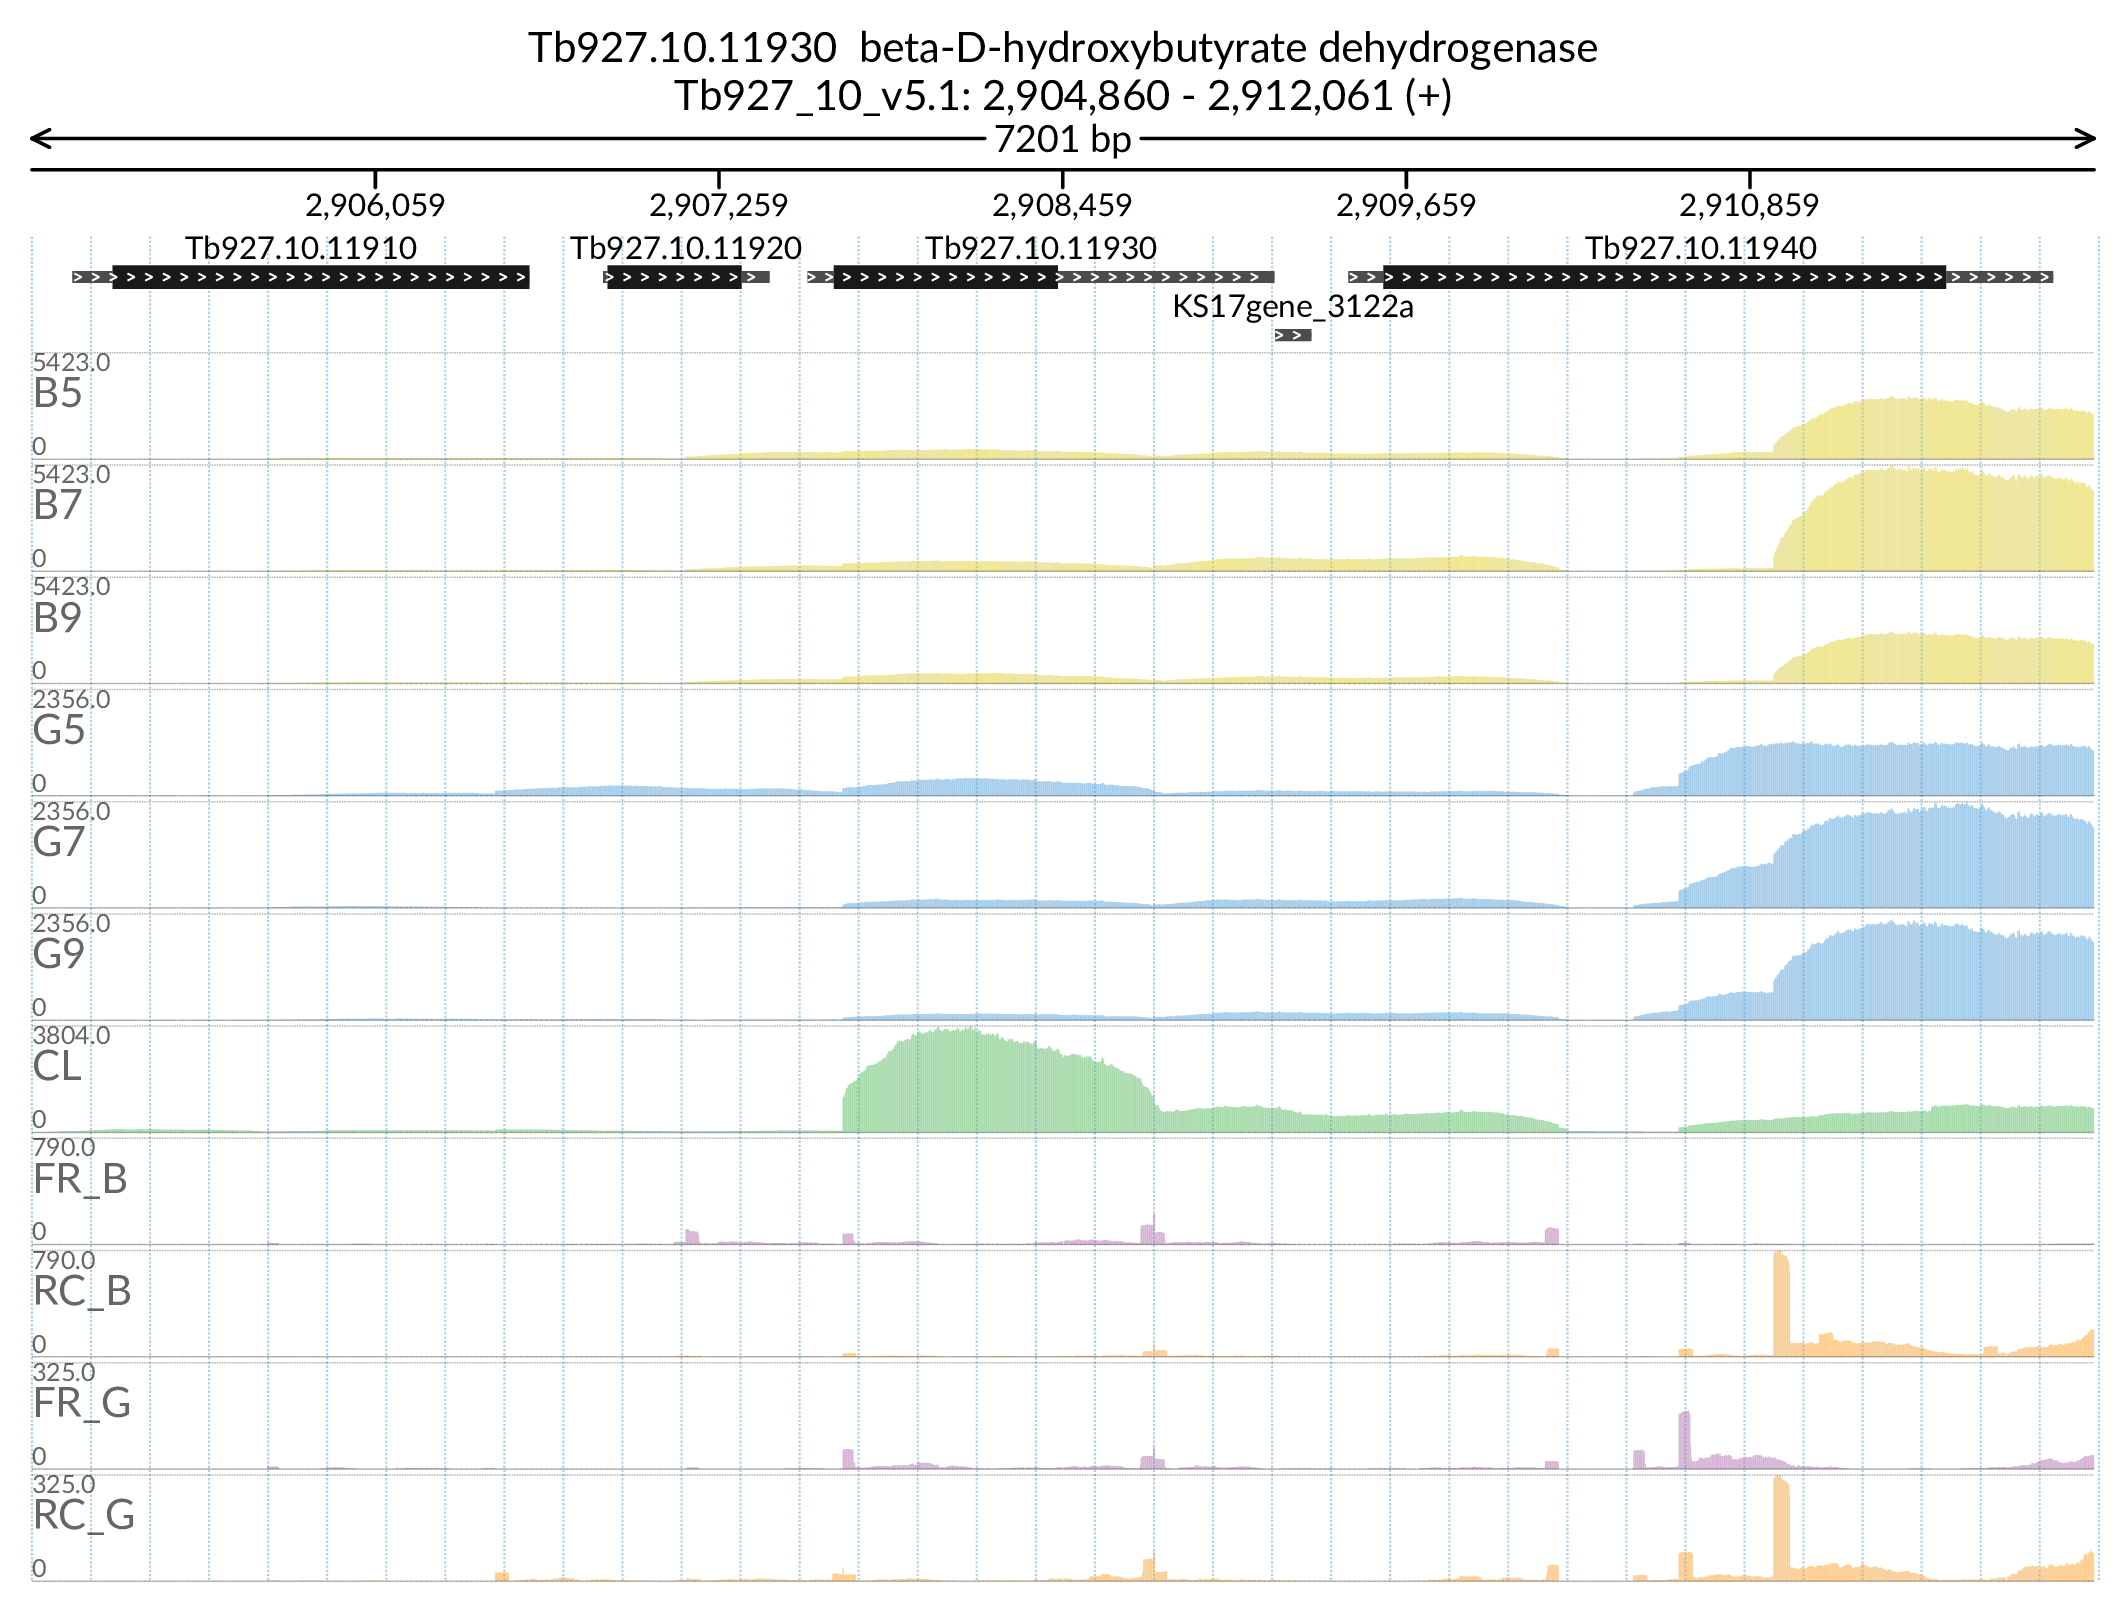 Tb927.10.11930 beta-D-hydroxybutyrate dehydrogenase
Tb927_10_v5.1: 2,904,860 - 2,912,061 (+)
7201 bp
2,906,059 2,907,259 2,908,459 2,909,659 2,910,859
Tb927.10.11910 Tb927.10.11920 Tb927.10.11930 Tb927.10.11940
KS17gene_3122a
5423.0
B5
0
5423.0
B7
0
5423.0
B9
0
2356.0
G5
0
2356.0
G7
0
2356.0
G9
0
3804.0
CL
0
790.0
FR_B
0
790.0
RC_B
0
325.0
FR_G
0
325.0
RC_G
0